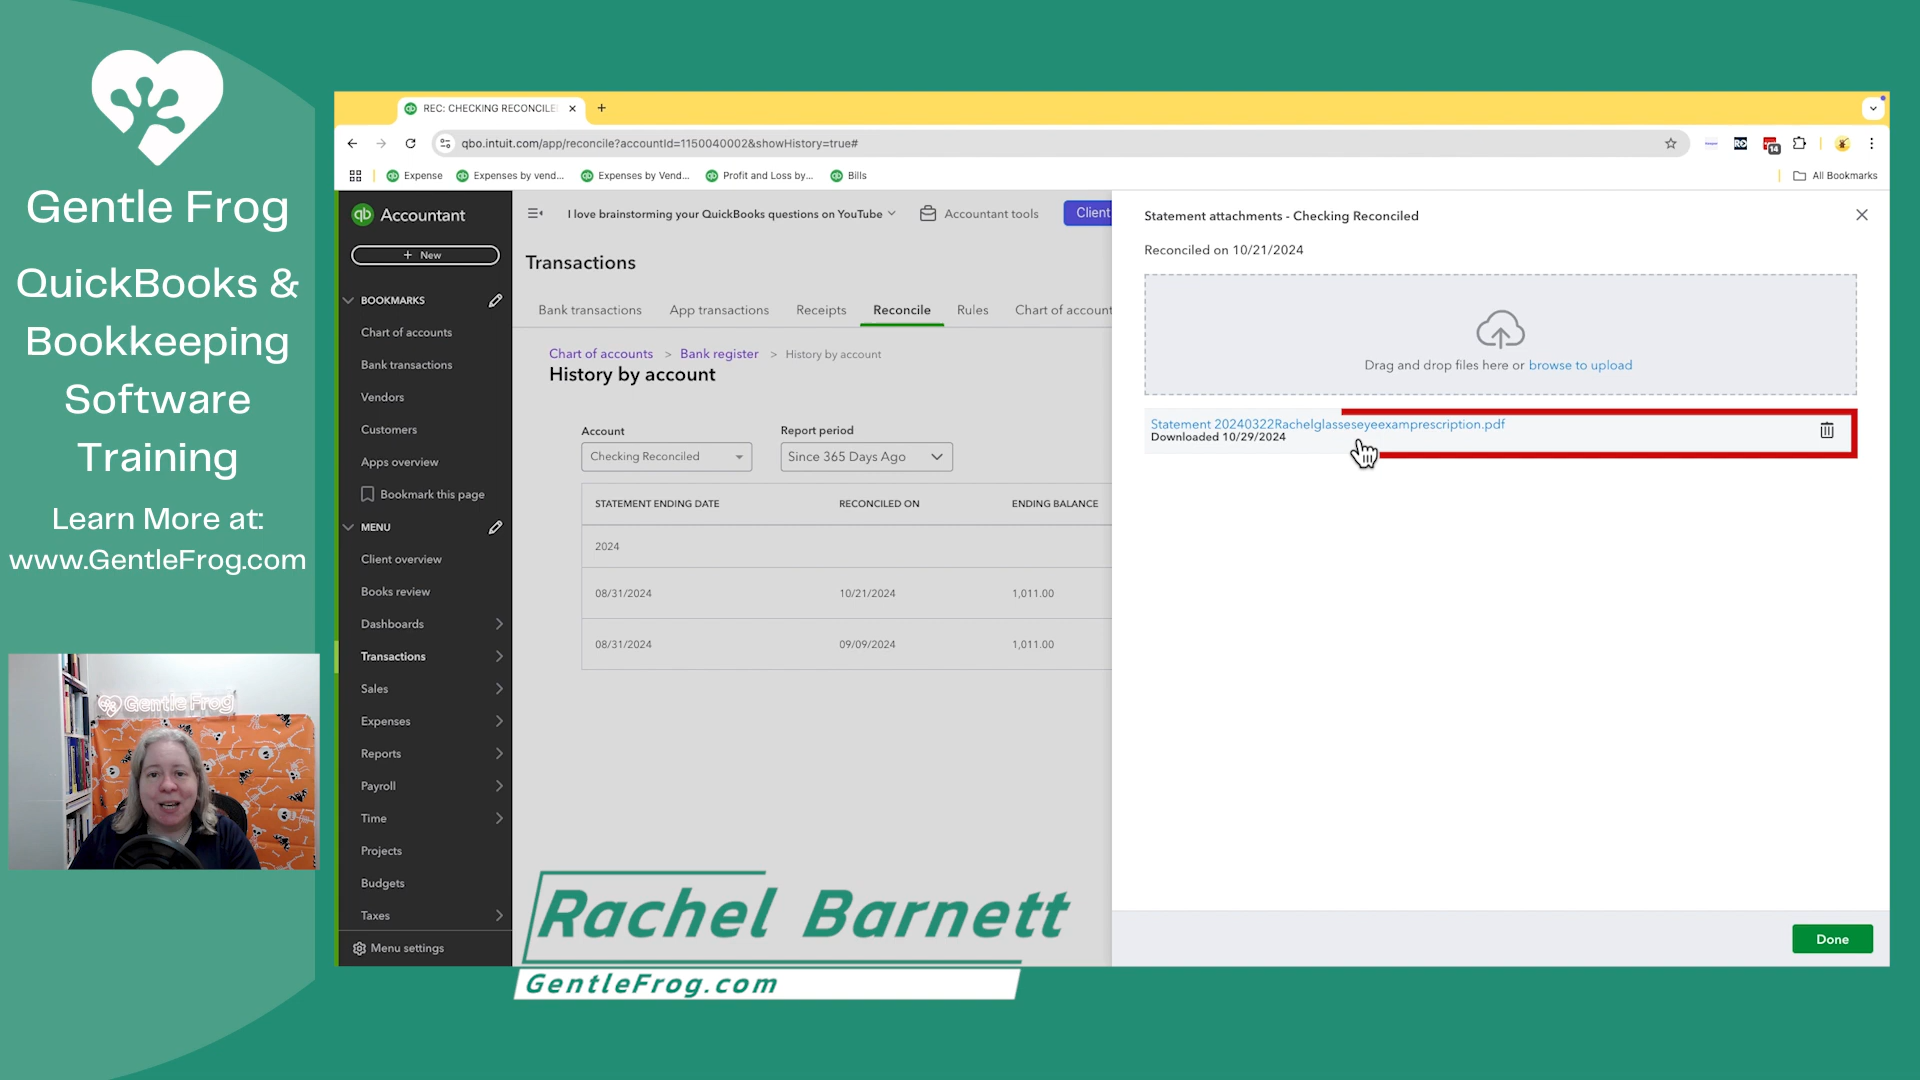 Gentle Frog
QuickBooks &
Bookkeeping
Software
Training
Learn More at:
www.GentleFrog.com
Gentle Frog
REC: CHECKING RECONCILE
qbo.intuit.com/app/reconcile?accountId=1150040002&showHistory=true#
14
Expense
Expenses by vend...
Expenses by Vend...
Profit and Loss by...
Bills
All Bookmarks
qb Accountant
+ New
BOOKMARKS
Chart of accounts
Bank transactions
Vendors
Customers
Apps overview
Bookmark this page
MENU
Client overview
Books review
Dashboards
Transactions
Sales
Expenses
Reports
Payroll
Time
Projects
Budgets
Taxes
Menu settings
I love brainstorming your QuickBooks questions on YouTube
Accountant tools
Client
Transactions
Bank transactions
App transactions
Receipts
Reconcile
Rules
Chart of account
Chart of accounts > Bank register > History by account
History by account
Account
Checking Reconciled
Report period
Since 365 Days Ago
STATEMENT ENDING DATE RECONCILED ON ENDING BALANCE
2024
08/31/2024 10/21/2024 1,011.00
08/31/2024 09/09/2024 1,011.00
Statement attachments - Checking Reconciled
Reconciled on 10/21/2024
Drag and drop files here or browse to upload
Statement 20240322Rachelglasseseyeexamprescription.pdf
Downloaded 10/29/2024
Done
Rachel Barnett
GentleFrog.com